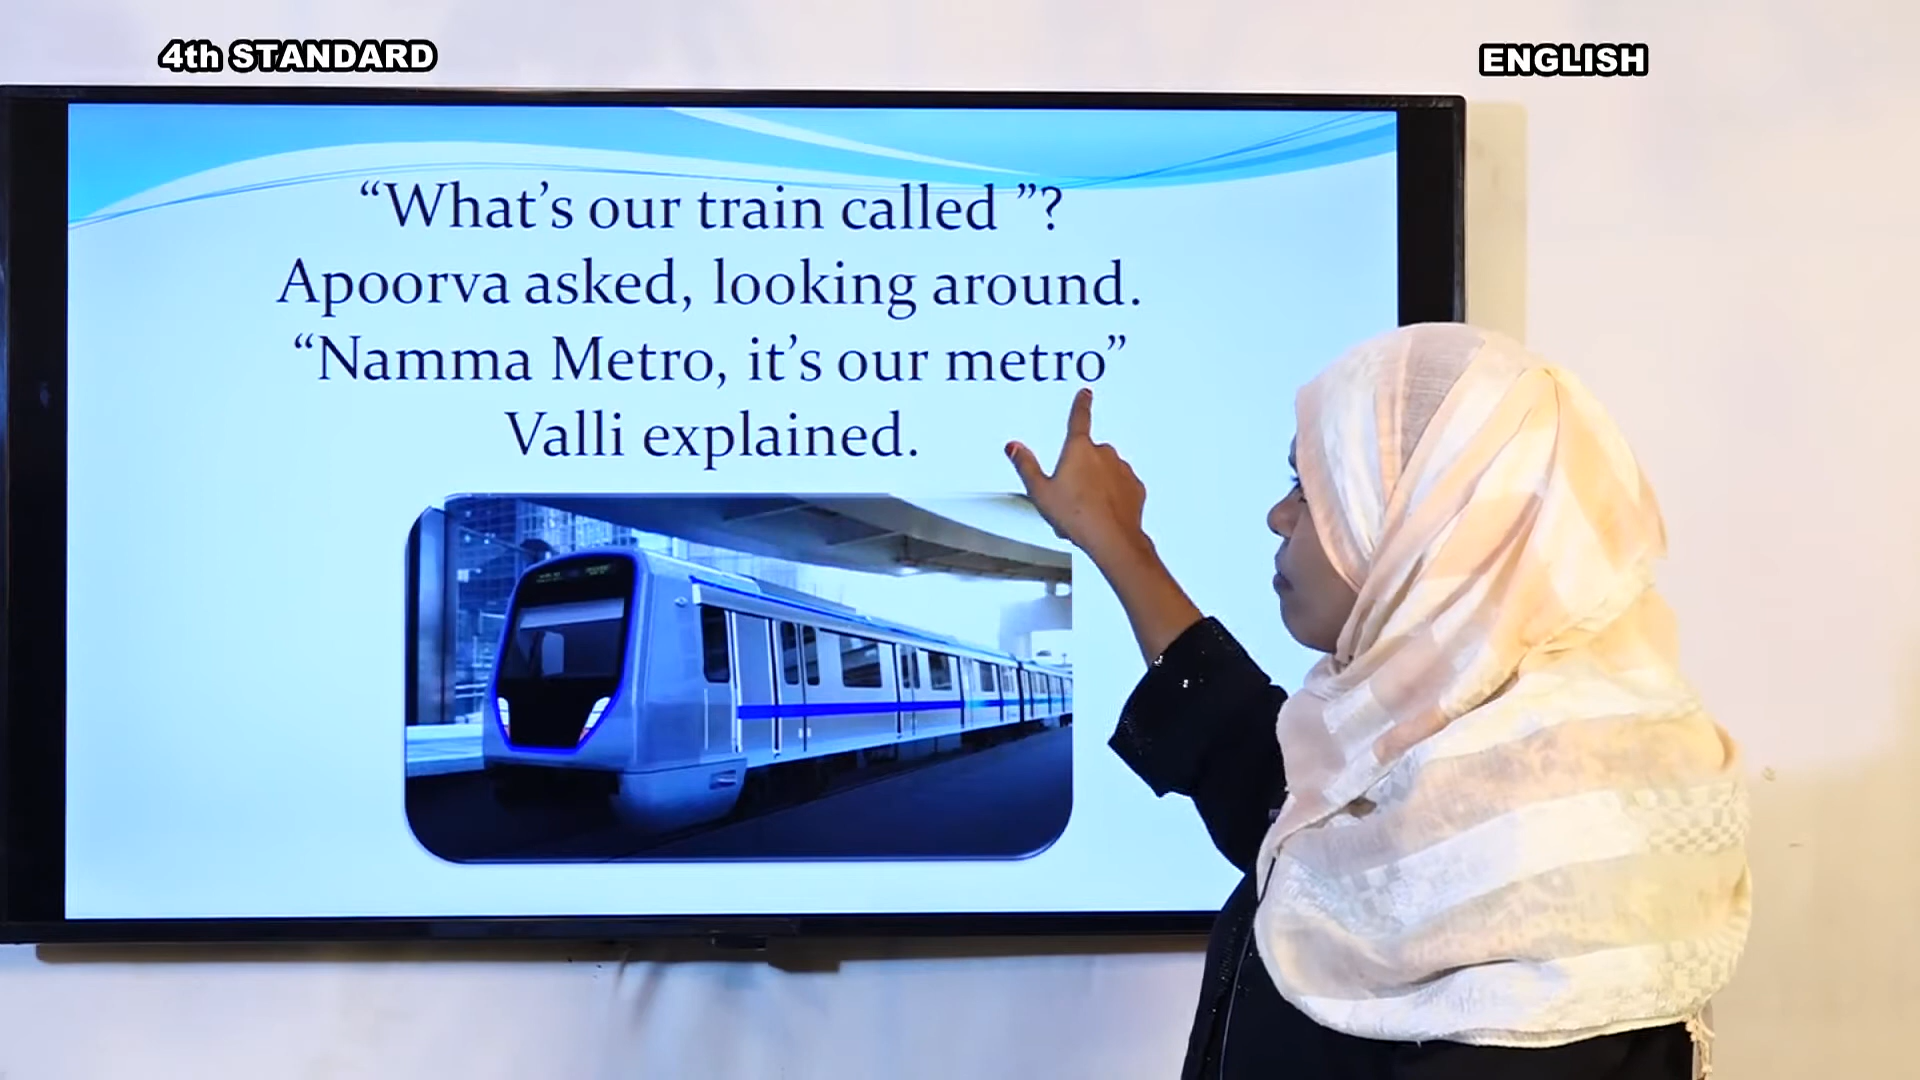 4th STANDARD
ENGLISH
“What’s our train called ”?
Apoorva asked, looking around.
“Namma Metro, it’s our metro”
Valli explained.